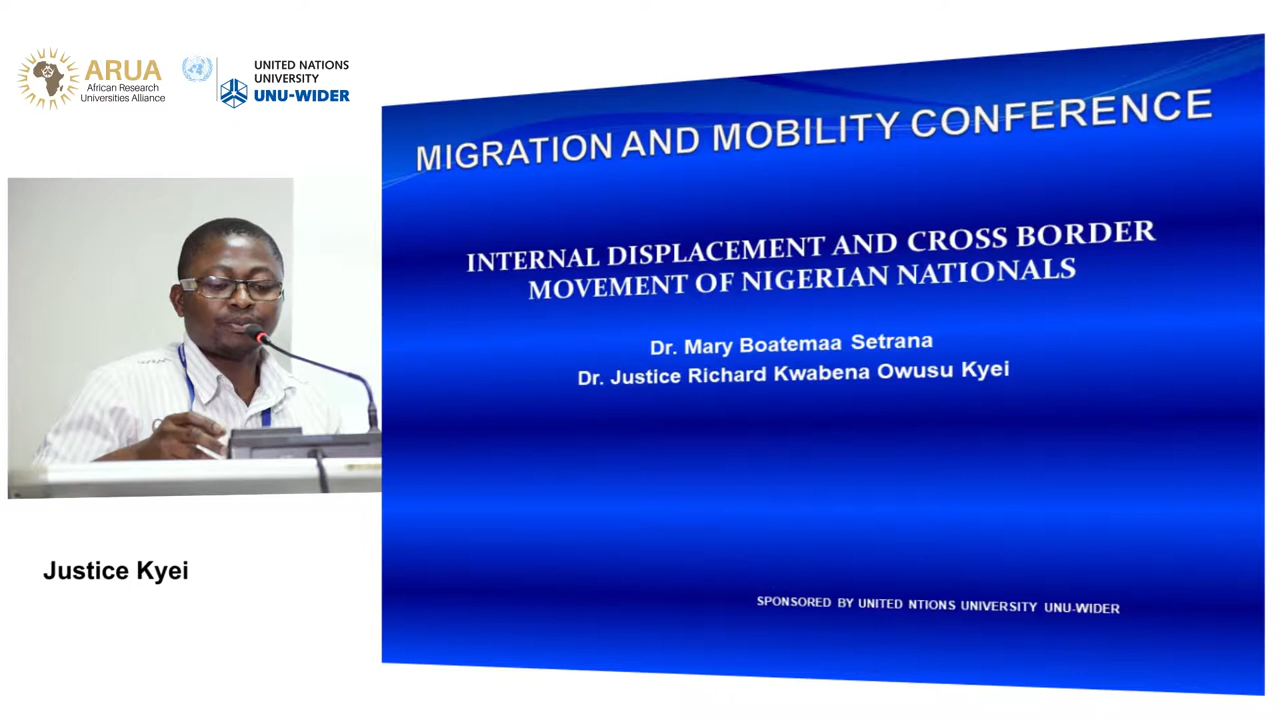 ARUA
African Research
Universities Alliance
UNITED NATIONS
UNIVERSITY
UNU-WIDER
MIGRATION AND MOBILITY CONFERENCE
INTERNAL DISPLACEMENT AND CROSS BORDER
MOVEMENT OF NIGERIAN NATIONALS
Dr. Mary Boatemaa Setrana
Dr. Justice Richard Kwabena Owusu Kyei
Justice Kyei
SPONSORED BY UNITED NTIONS UNIVERSITY UNU-WIDER